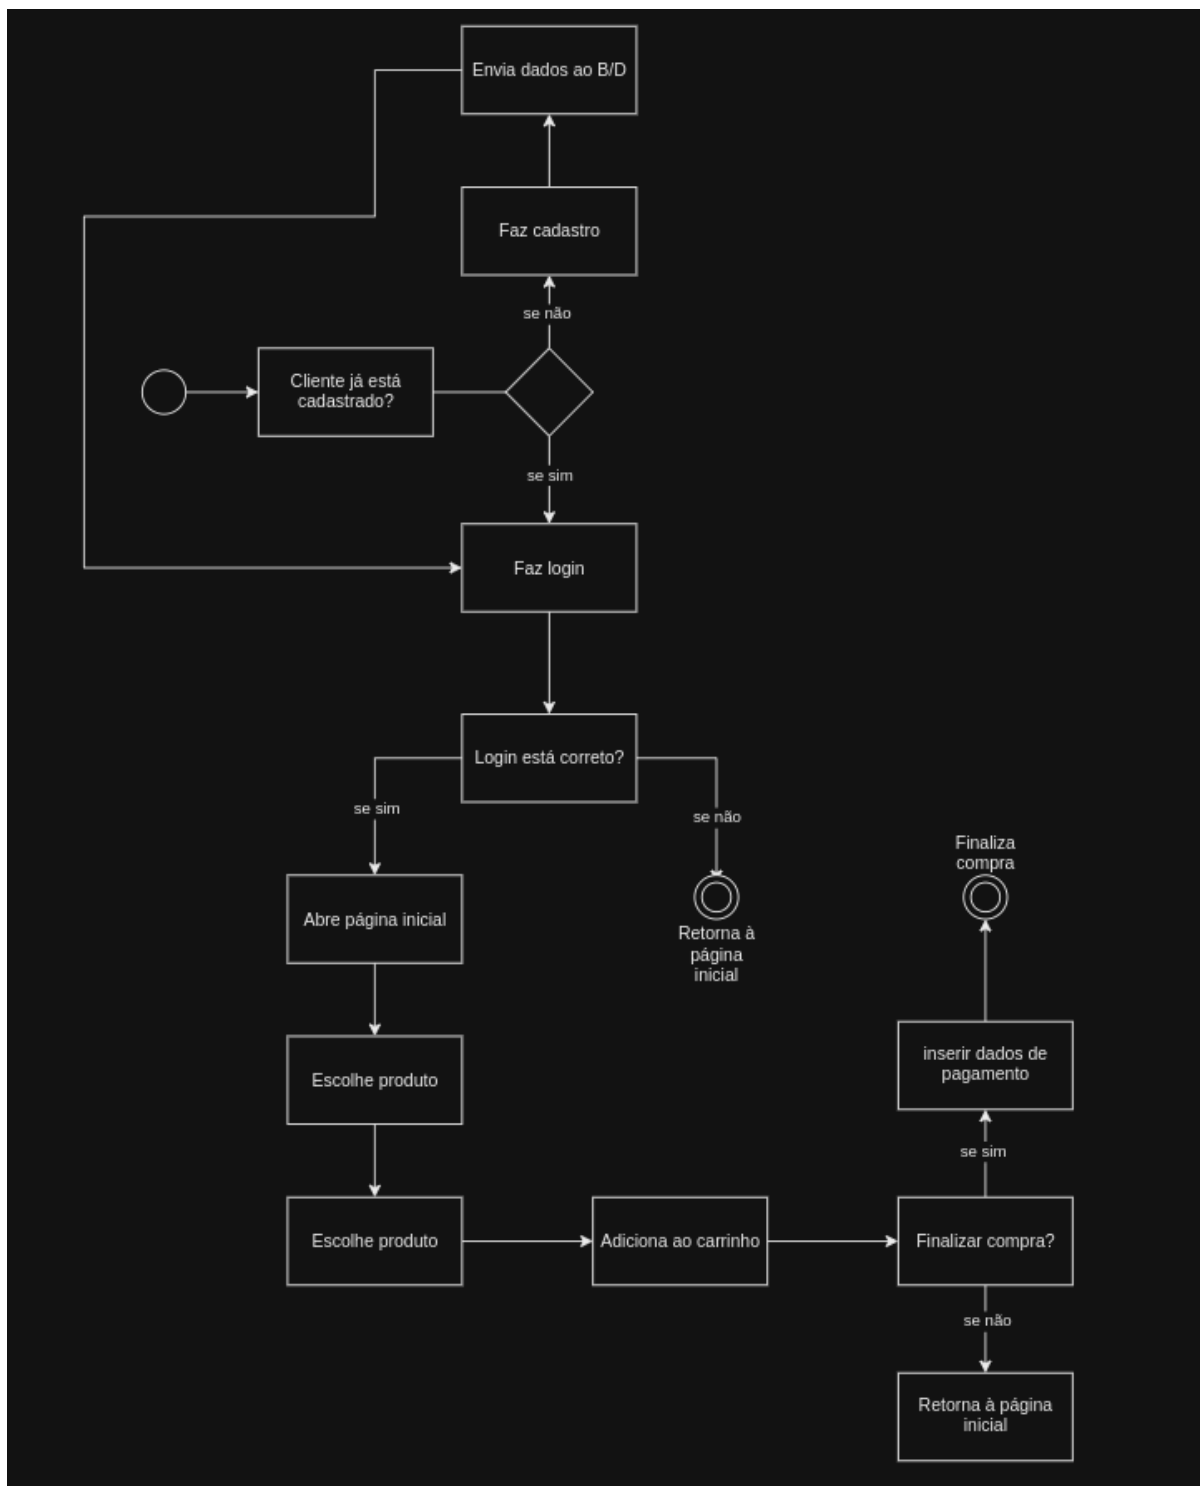 Envia dados ao B/D
Faz cadastro
se não
Cliente já está
cadastrado?
se sim
Faz login
Login está correto?
se sim
se não
Abre página inicial
Retorna à
página
inicial
Finaliza
compra
Escolhe produto
inserir dados de
pagamento
se sim
Escolhe produto
Adiciona ao carrinho
Finalizar compra?
se não
Retorna à página
inicial